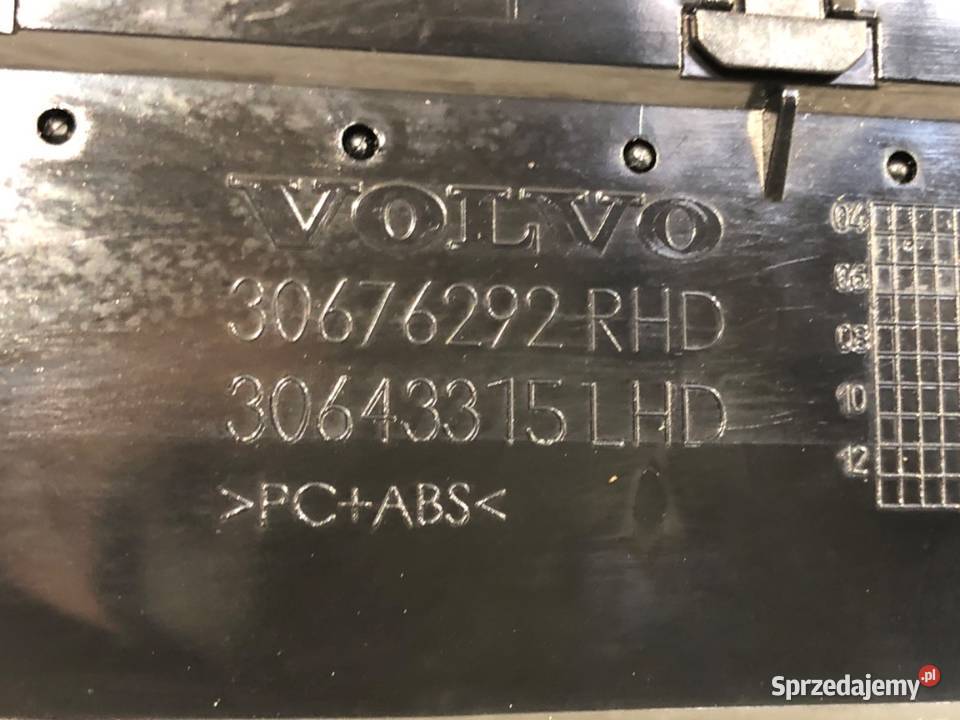 VOLVO
30676292 RHD
30643315 LHD
>PC+ABS<
04
06
08
10
12
Sprzedajemy.pl